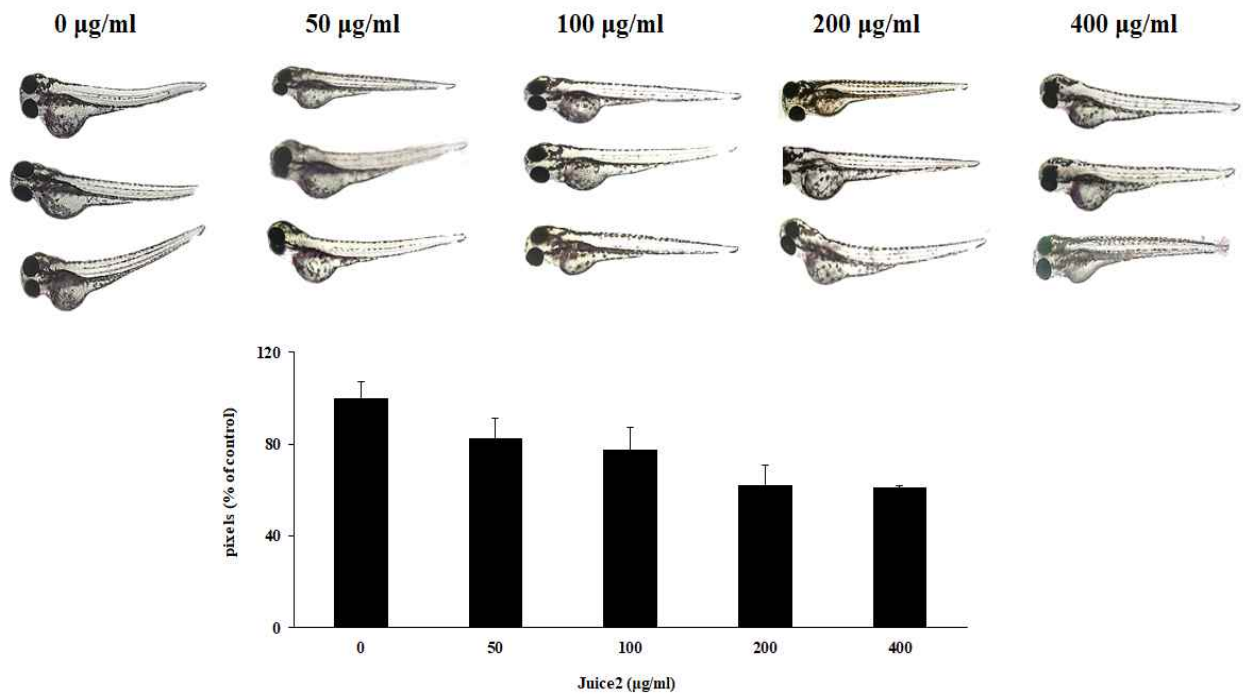 0 µg/ml 50 µg/ml 100 µg/ml 200 µg/ml 400 µg/ml
120
80
40
0
pixels (% of control)
0 50 100 200 400
Juice2 (µg/ml)